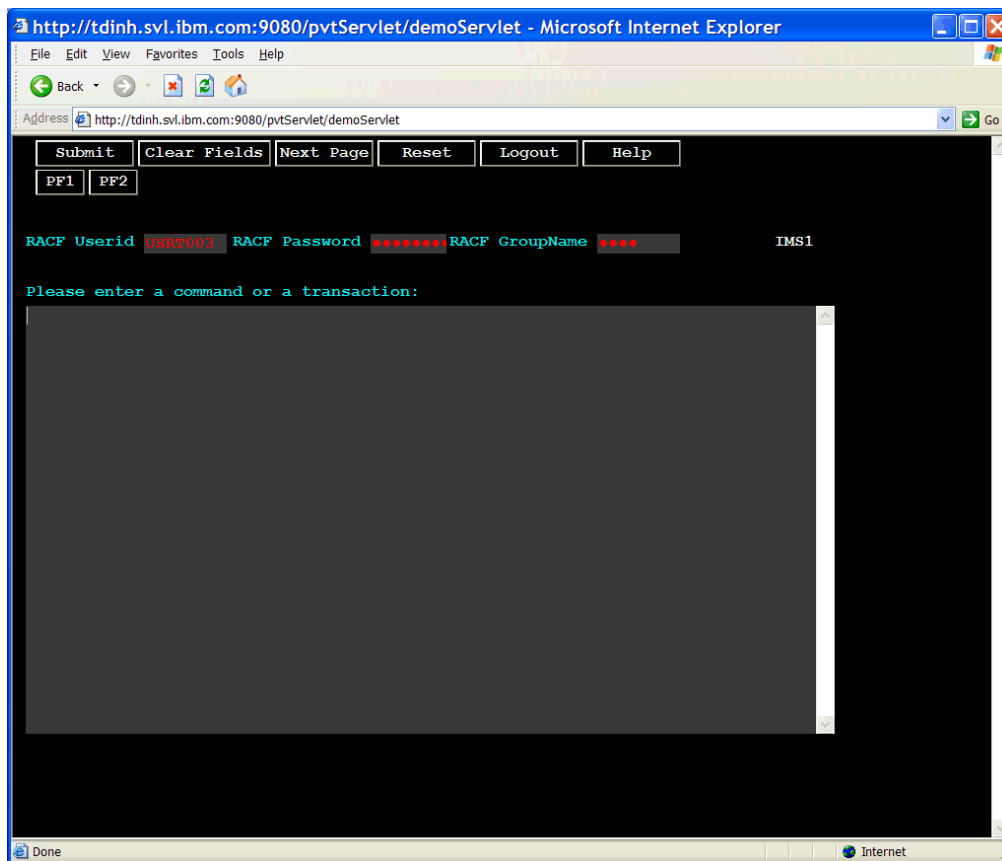 http://tdinh.svl.ibm.com:9080/pvtServlet/demoServlet - Microsoft Internet Explorer
File Edit View Favorites Tools Help
Back
Address http://tdinh.svl.ibm.com:9080/pvtServlet/demoServlet Go
Submit Clear Fields Next Page Reset Logout Help
PF1 PF2
RACF Userid USRT003 RACF Password ●●●●●●●● RACF GroupName ●●●● IMS1
Please enter a command or a transaction:
Done Internet